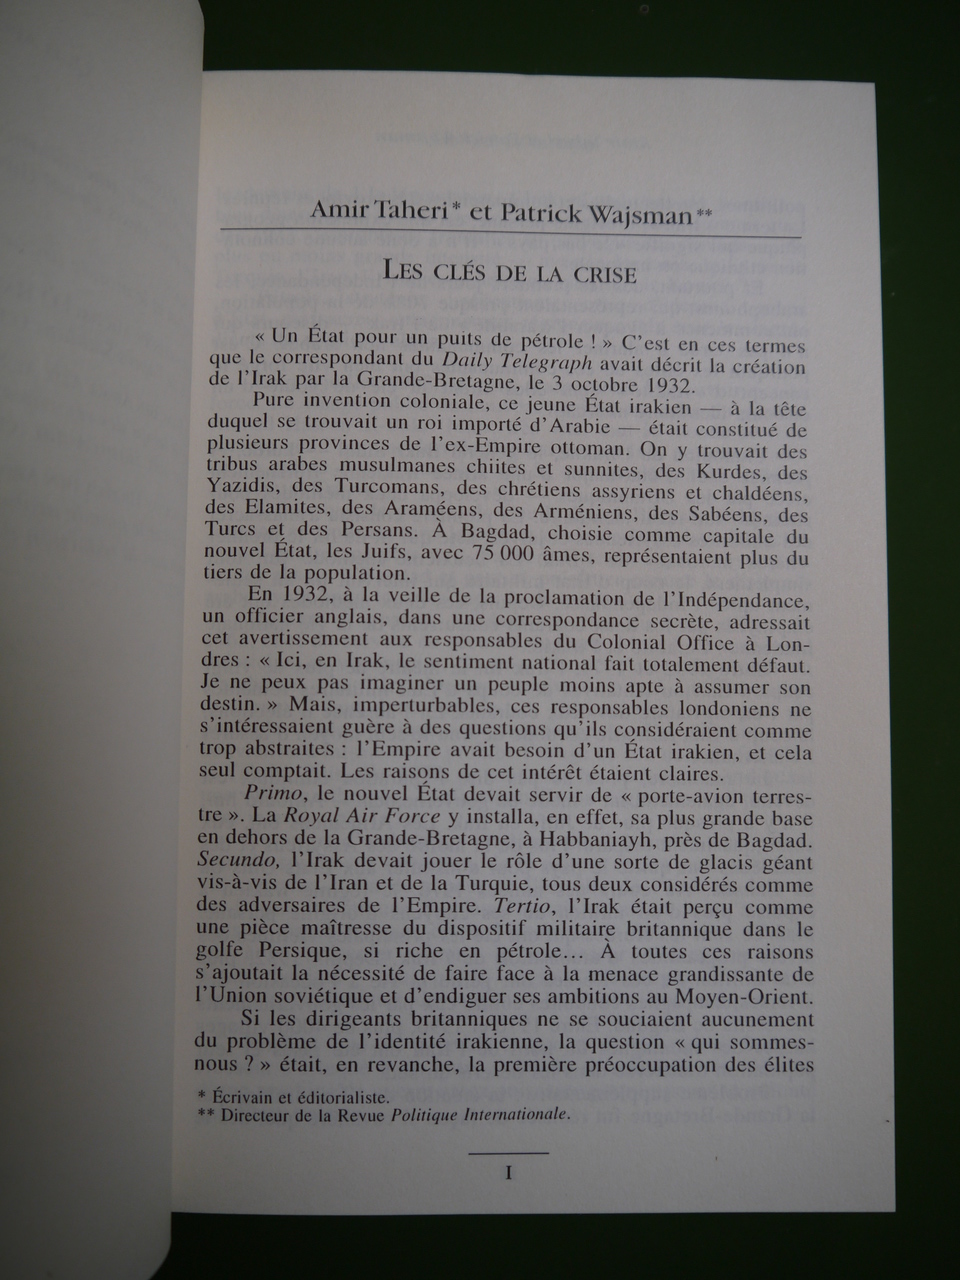 Amir Taheri* et Patrick Wajsman**
LES CLÉS DE LA CRISE
« Un État pour un puits de pétrole ! » C'est en ces termes
que le correspondant du Daily Telegraph avait décrit la création
de l'Irak par la Grande-Bretagne, le 3 octobre 1932.
Pure invention coloniale, ce jeune État irakien — à la tête
duquel se trouvait un roi importé d'Arabie — était constitué de
plusieurs provinces de l'ex-Empire ottoman. On y trouvait des
tribus arabes musulmanes chiites et sunnites, des Kurdes, des
Yazidis, des Turcomans, des chrétiens assyriens et chaldéens,
des Elamites, des Araméens, des Arméniens, des Sabéens, des
Turcs et des Persans. À Bagdad, choisie comme capitale du
nouvel État, les Juifs, avec 75 000 âmes, représentaient plus du
tiers de la population.
En 1932, à la veille de la proclamation de l'Indépendance,
un officier anglais, dans une correspondance secrète, adressait
cet avertissement aux responsables du Colonial Office à Lon-
dres : « Ici, en Irak, le sentiment national fait totalement défaut.
Je ne peux pas imaginer un peuple moins apte à assumer son
destin. » Mais, imperturbables, ces responsables londoniens ne
s'intéressaient guère à des questions qu'ils considéraient comme
trop abstraites : l'Empire avait besoin d'un État irakien, et cela
seul comptait. Les raisons de cet intérêt étaient claires.
Primo, le nouvel État devait servir de « porte-avion terres-
tre ». La Royal Air Force y installa, en effet, sa plus grande base
en dehors de la Grande-Bretagne, à Habbaniayh, près de Bagdad.
Secundo, l'Irak devait jouer le rôle d'une sorte de glacis géant
vis-à-vis de l'Iran et de la Turquie, tous deux considérés comme
des adversaires de l'Empire. Tertio, l'Irak était perçu comme
une pièce maîtresse du dispositif militaire britannique dans le
golfe Persique, si riche en pétrole... À toutes ces raisons
s'ajoutait la nécessité de faire face à la menace grandissante de
l'Union soviétique et d'endiguer ses ambitions au Moyen-Orient.
Si les dirigeants britanniques ne se souciaient aucunement
du problème de l'identité irakienne, la question « qui sommes-
nous ? » était, en revanche, la première préoccupation des élites
* Écrivain et éditorialiste.
** Directeur de la Revue Politique Internationale.
I